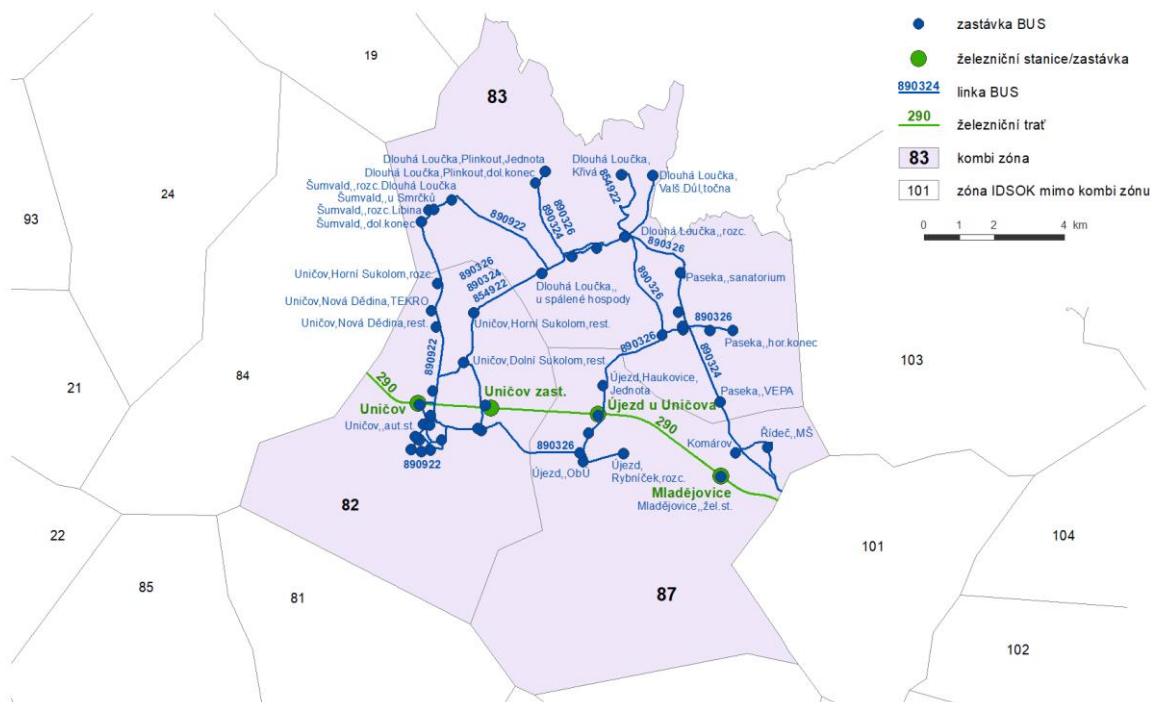 19
83
24
93
84
21
103
82
22
85
81
87
101
104
102
Dlouhá Loučka,Plinkout,Jednota
Dlouhá Loučka,Plinkout,dol.konec
Šumvald,,rozc.Dlouhá Loučka
Šumvald,,u Smrčků
Šumvald,,rozc.Libina
Šumvald,,dol.konec
Dlouhá Loučka,
Křivá
Dlouhá Loučka,
Valš.Důl,točna
854922
890922
890326
890324
Dlouhá Loučka,,rozc.
890326
Paseka,,sanatorium
Uničov,Horní Sukolom,rozc.
890326
890324
854922
Dlouhá Loučka,,
u spálené hospody
890326
Uničov,Nová Dědina,TEKRO
Uničov,Nová Dědina,rest.
Uničov,Horní Sukolom,rest.
890326
890326
Paseka,,hor.konec
890922
Uničov,Dolní Sukolom,rest
890324
290
Uničov zast.
Újezd,Haukovice,
Jednota
Paseka,,VEPA
Uničov
Újezd u Uničova
Uničov,,aut.st
290
Komárov
Řídeč,,MŠ
890922
890326
Újezd,,ObÚ
Újezd,
Rybníček,rozc.
Mladějovice
Mladějovice,,žel.st.
zastávka BUS
železniční stanice/zastávka
890324 linka BUS
290 železniční trať
83 kombi zóna
101 zóna IDSOK mimo kombi zónu
0 1 2 4 km